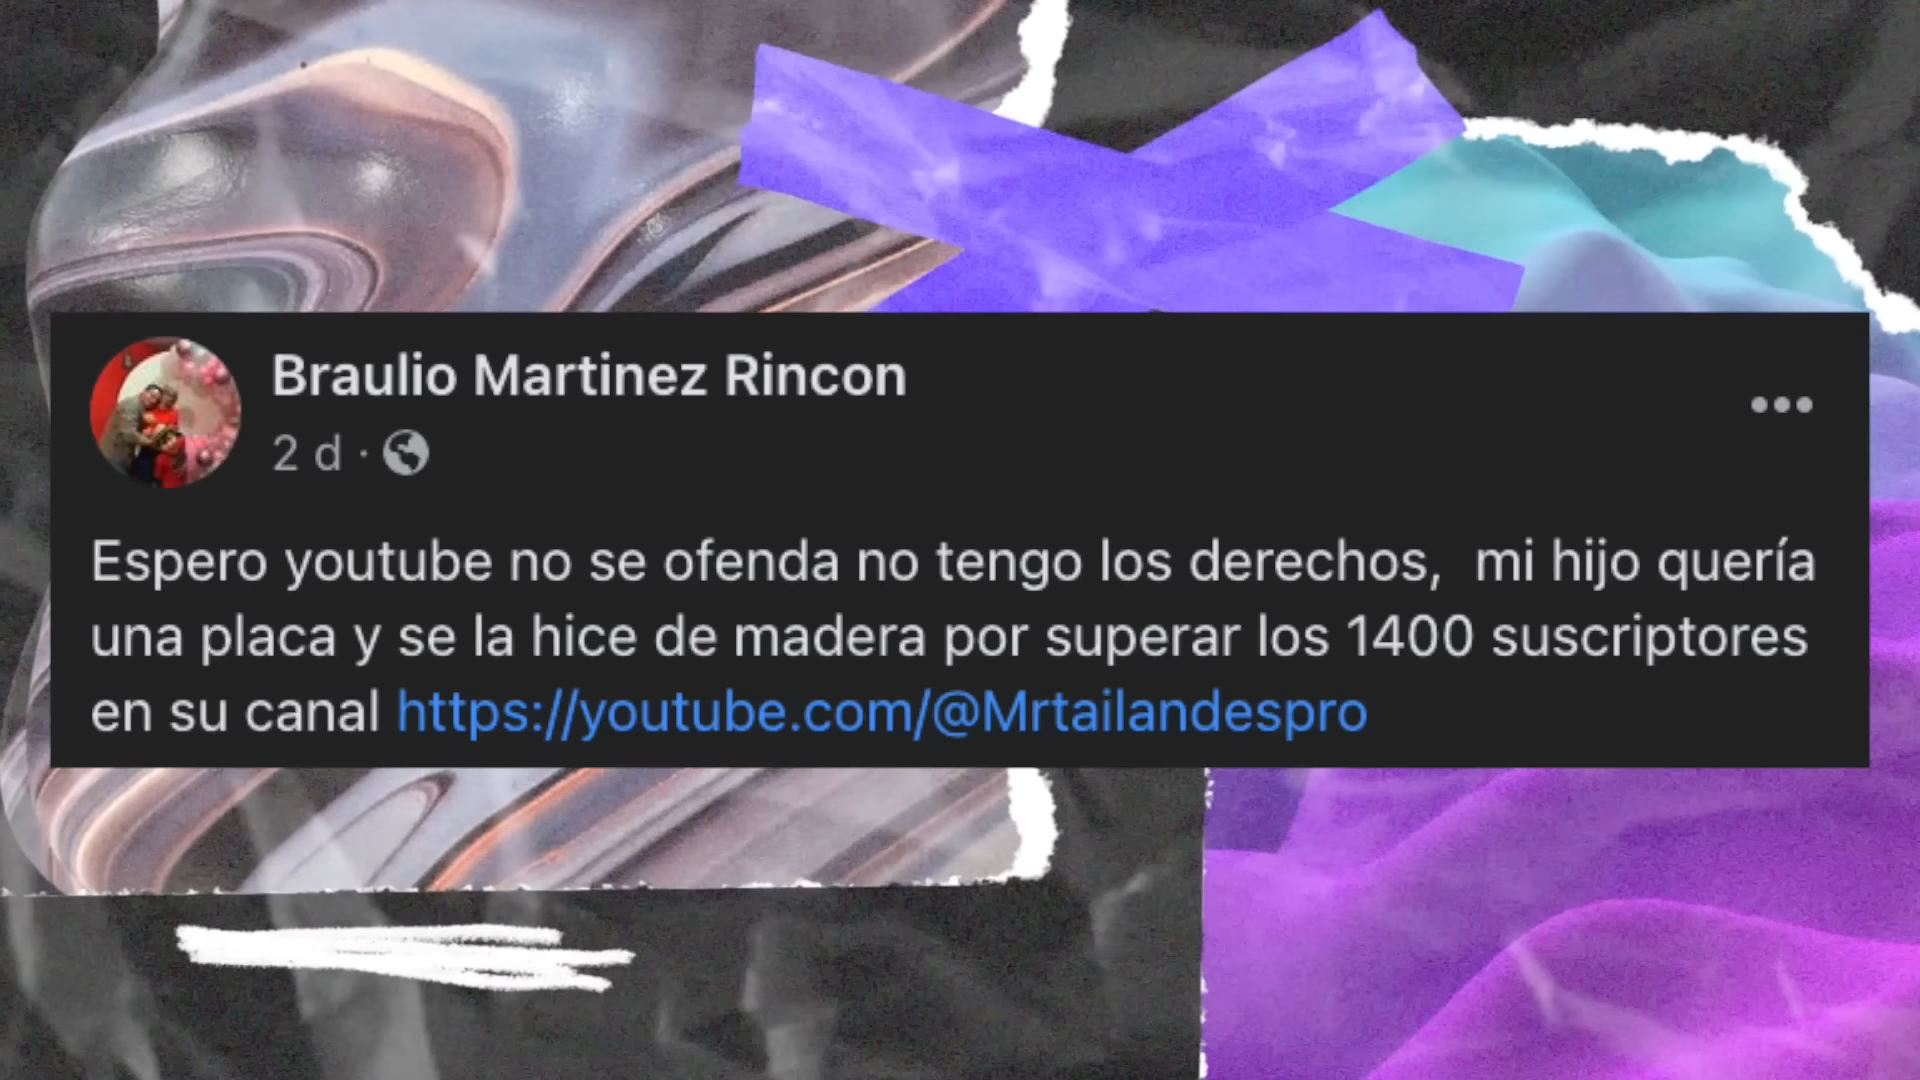 Braulio Martinez Rincon
2 d ·
Espero youtube no se ofenda no tengo los derechos,  mi hijo quería
una placa y se la hice de madera por superar los 1400 suscriptores
en su canal https://youtube.com/@Mrtailandespro